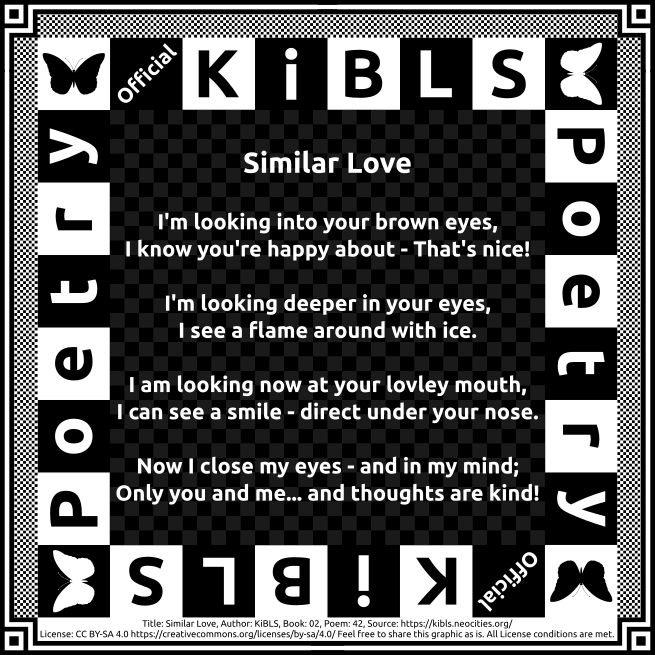 Official KiBLS
Poetry
Poetry
Similar Love
I'm looking into your brown eyes,
I know you're happy about - That's nice!
I'm looking deeper in your eyes,
I see a flame around with ice.
I am looking now at your lovley mouth,
I can see a smile - direct under your nose.
Now I close my eyes - and in my mind;
Only you and me... and thoughts are kind!
Official KiBLS
Title: Similar Love, Author: KiBLS, Book: 02, Poem: 42, Source: https://kibls.neocities.org/
License: CC BY-SA 4.0 https://creativecommons.org/licenses/by-sa/4.0/ Feel free to share this graphic as is. All License conditions are met.